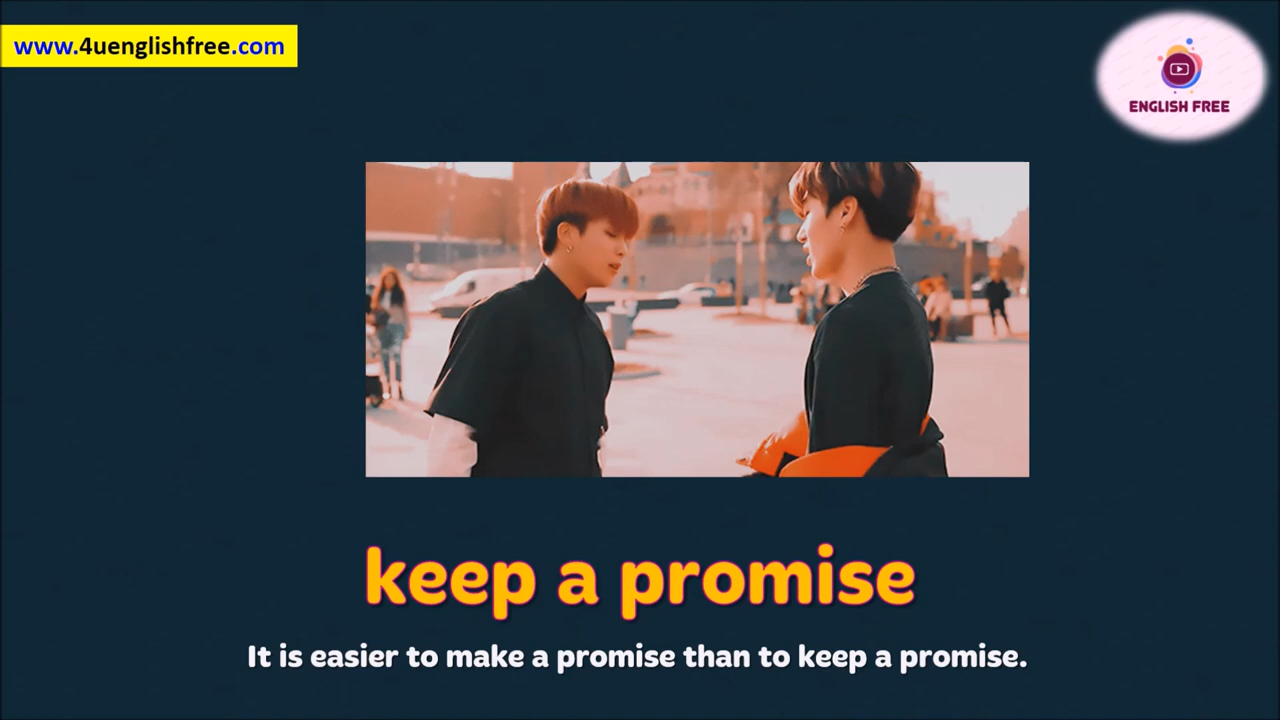 www.4uenglishfree.com
ENGLISH FREE
keep a promise
It is easier to make a promise than to keep a promise.